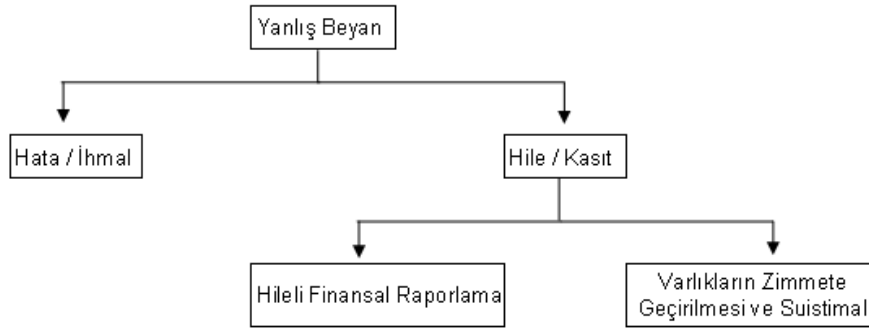 Yanlış Beyan
Hata / İhmal
Hile / Kasıt
Hileli Finansal Raporlama
Varlıkların Zimmete
Geçirilmesi ve Suistimal